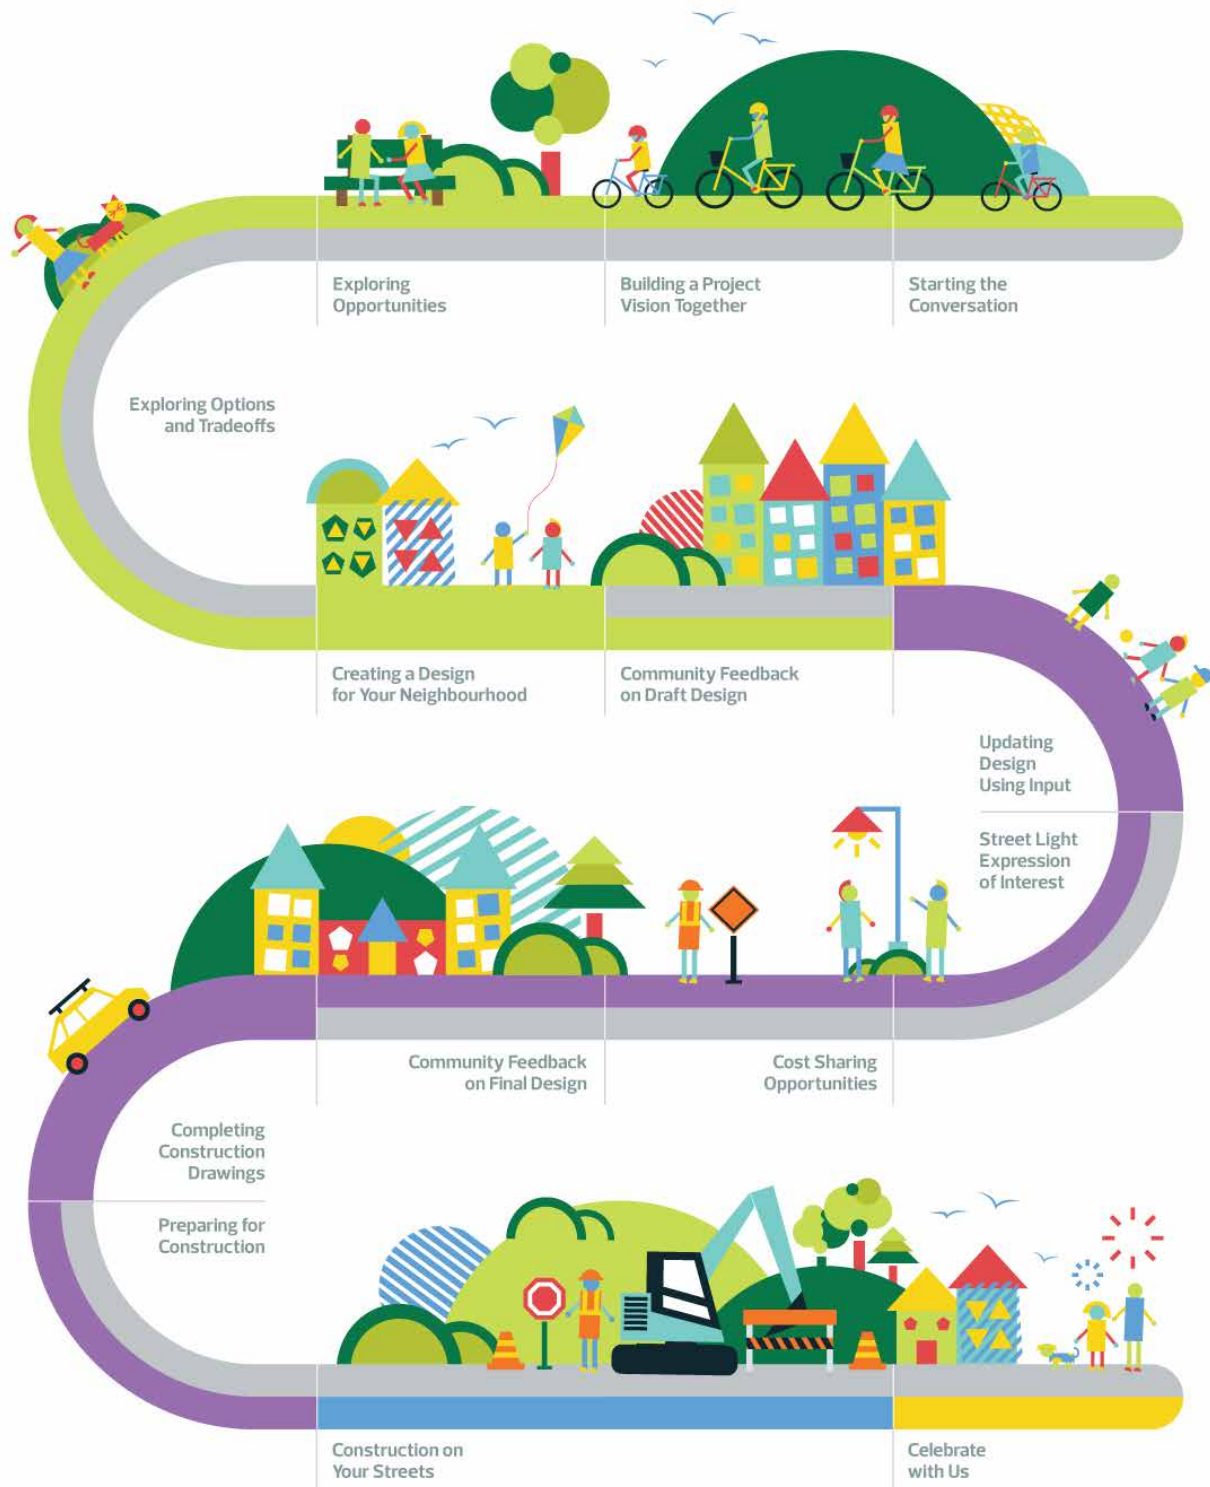 Exploring
Opportunities
Building a Project
Vision Together
Starting the
Conversation
Exploring Options
and Tradeoffs
Creating a Design
for Your Neighbourhood
Community Feedback
on Draft Design
Updating
Design
Using Input
Street Light
Expression
of Interest
Community Feedback
on Final Design
Cost Sharing
Opportunities
Completing
Construction
Drawings
Preparing for
Construction
Construction on
Your Streets
Celebrate
with Us